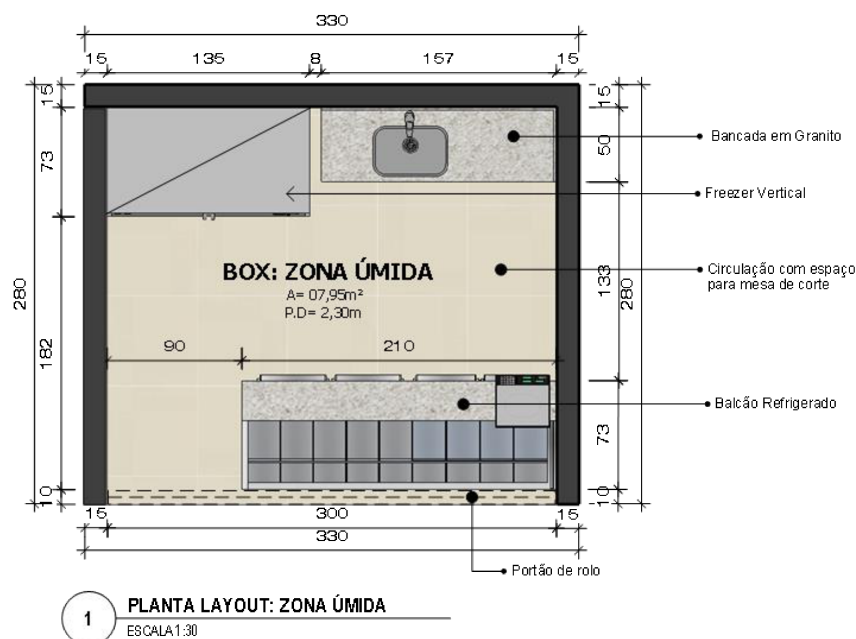 330
15 135 8 157 15
15
73
182
10
280
15
50
133
73
10
280
Bancada em Granito
Freezer Vertical
Circulação com espaço
para mesa de corte
Balcão Refrigerado
BOX: ZONA ÚMIDA
A= 07,95m²
P.D= 2,30m
90 210
15 300 15
330
Portão de rolo
1
PLANTA LAYOUT: ZONA ÚMIDA
ESCALA1:30